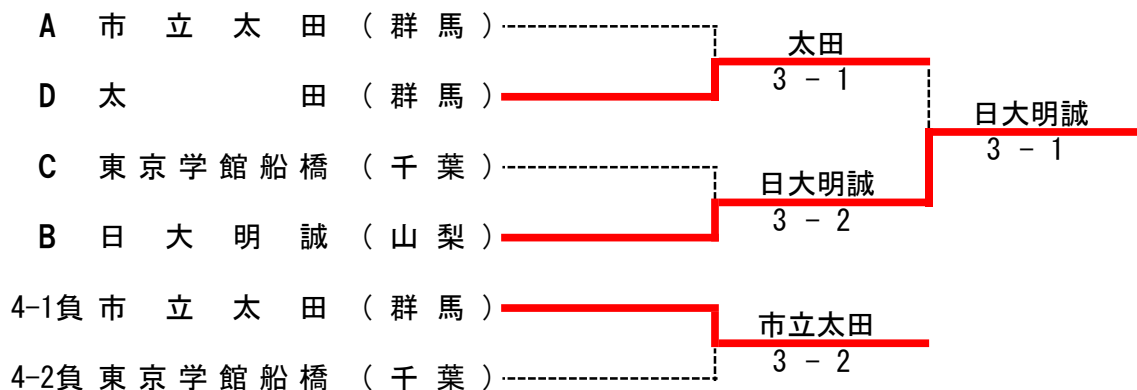 A 市立太田(群馬)
太田
3 - 1
D 太田(群馬)
日大明誠
3 - 1
C 東京学館船橋(千葉)
日大明誠
3 - 2
B 日大明誠(山梨)
4-1負 市立太田(群馬)
市立太田
3 - 2
4-2負 東京学館船橋(千葉)